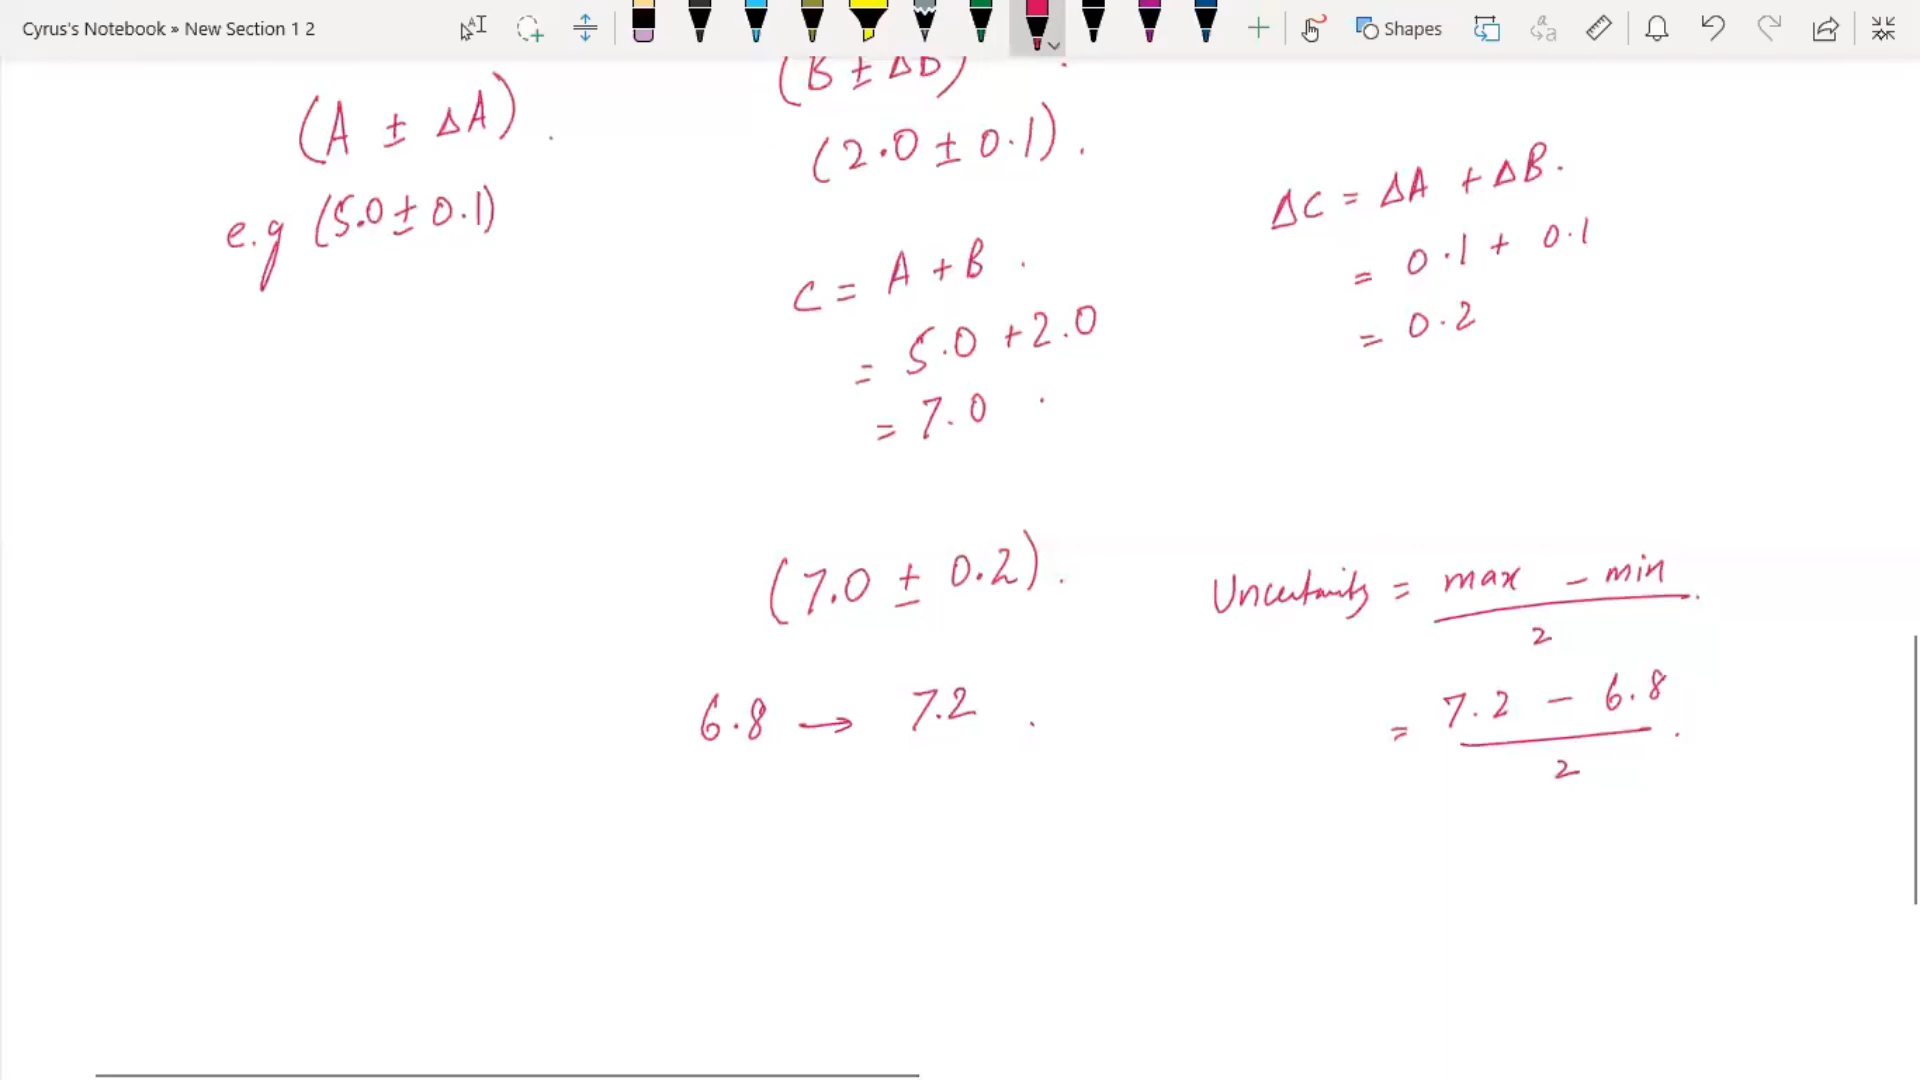 Cyrus's Notebook » New Section 1 2
Shapes
(A ± ΔA).
e.g (5.0 ± 0.1)
(B ± ΔB)
(2.0 ± 0.1).
C = A + B.
= 5.0 + 2.0
= 7.0
ΔC = ΔA + ΔB.
= 0.1 + 0.1
= 0.2
(7.0 ± 0.2).
6.8 → 7.2
Uncertainity = max - min
2
= 7.2 - 6.8
2